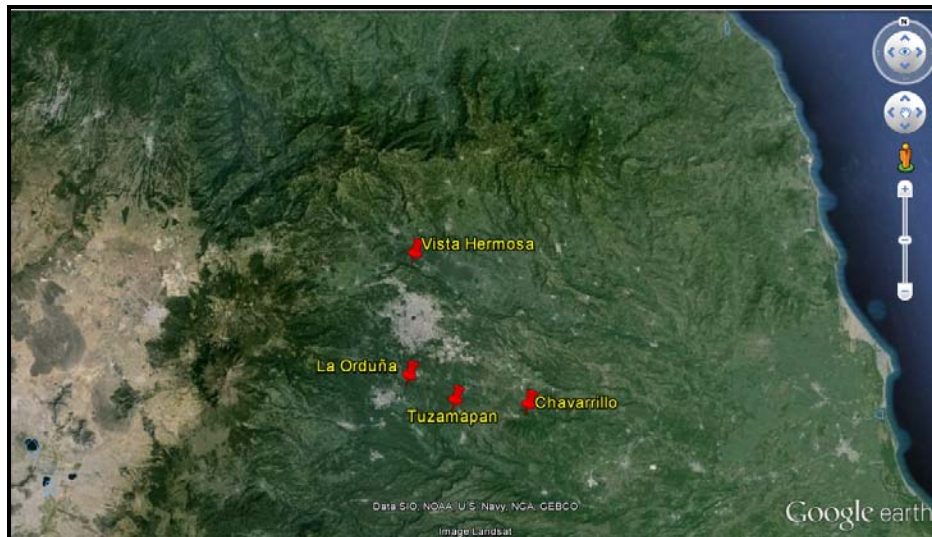 N
Vista Hermosa
La Orduña
Tuzamapan
Chavarrillo
Data SIO, NOAA, U.S. Navy, NGA, GEBCO
Image Landsat
Google earth